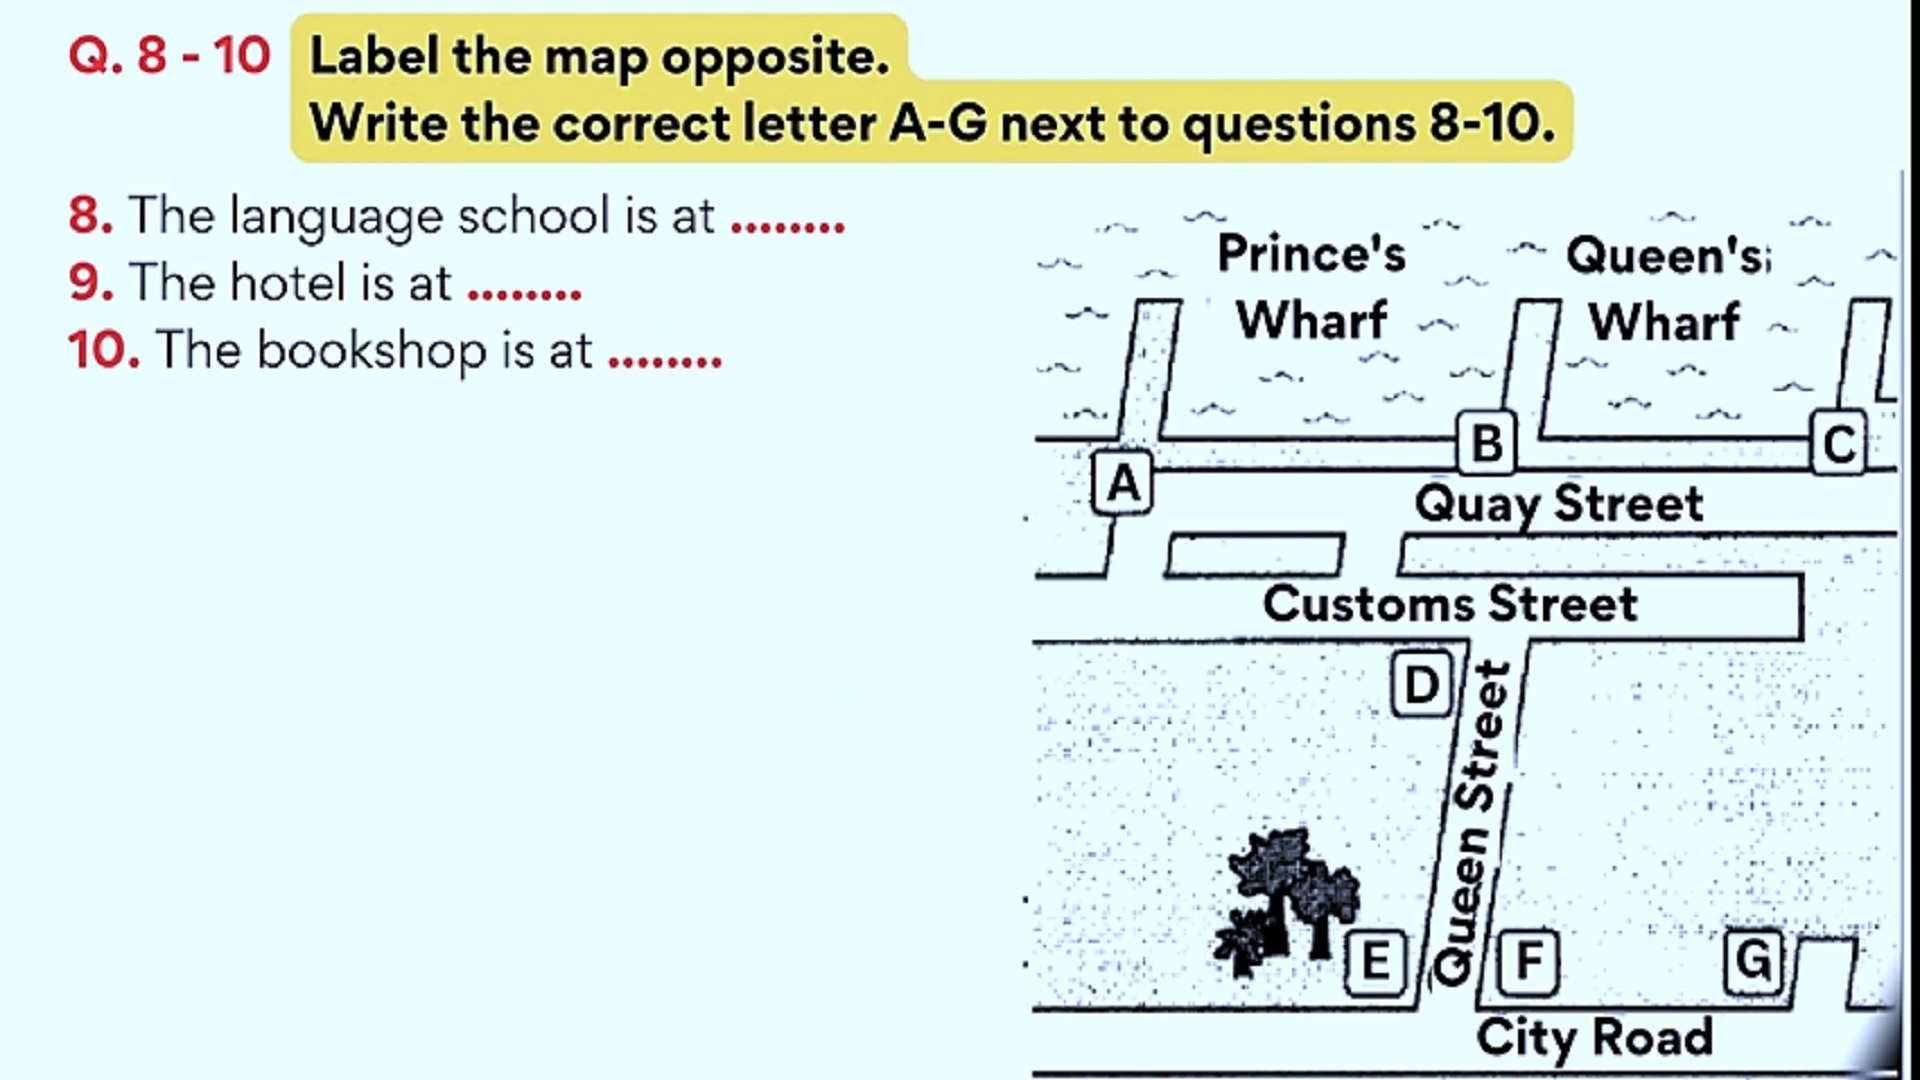 Q. 8 - 10 Label the map opposite.
Write the correct letter A-G next to questions 8-10.
8. The language school is at ........
9. The hotel is at ........
10. The bookshop is at ........
Prince's
Wharf
Queen's
Wharf
A
B
C
Quay Street
Customs Street
D
Queen Street
E
F
G
City Road